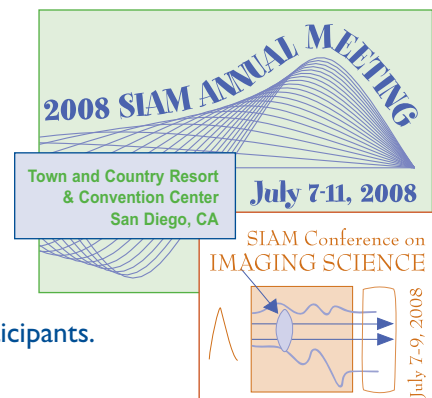 2008 SIAM ANNUAL MEETING
Town and Country Resort
& Convention Center
San Diego, CA
July 7-11, 2008
SIAM Conference on
IMAGING SCIENCE
July 7-9, 2008